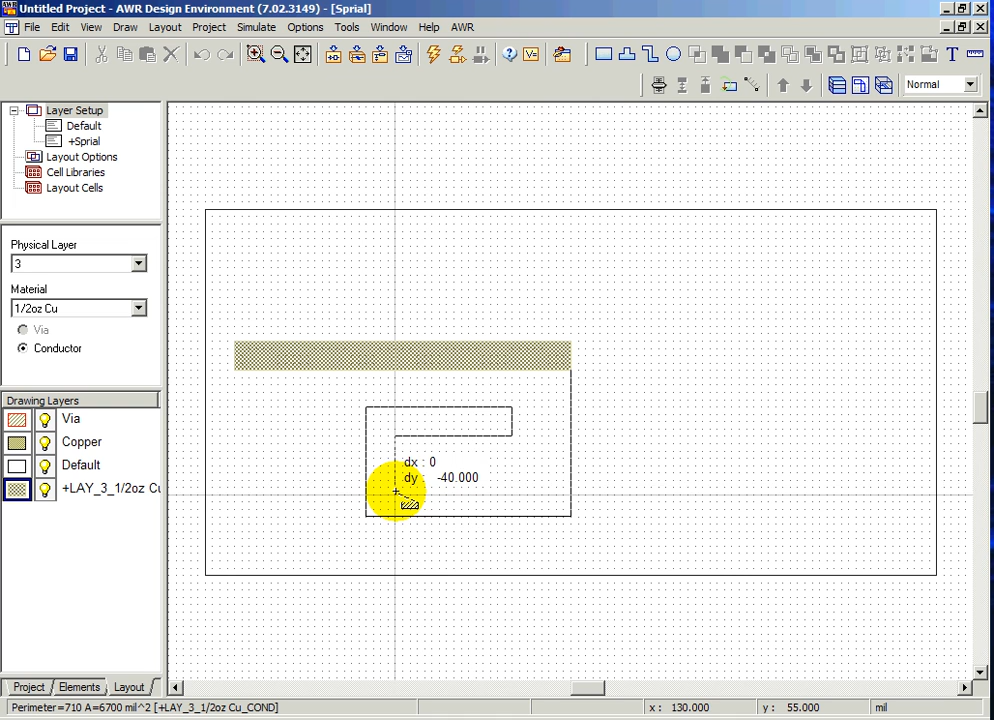 Untitled Project - AWR Design Environment (7.02.3149) - [Sprial]
File Edit View Draw Layout Project Simulate Options Tools Window Help AWR
Normal
Layer Setup
Default
+Sprial
Layout Options
Cell Libraries
Layout Cells
Physical Layer
3
Material
1/2oz Cu
Via
Conductor
Drawing Layers
Via
Copper
Default
+LAY_3_1/2oz Cu
dx : 0
dy : -40.000
Project Elements Layout
Perimeter=710 A=6700 mil^2 [+LAY_3_1/2oz Cu_COND]
x : 130.000
y : 55.000
mil